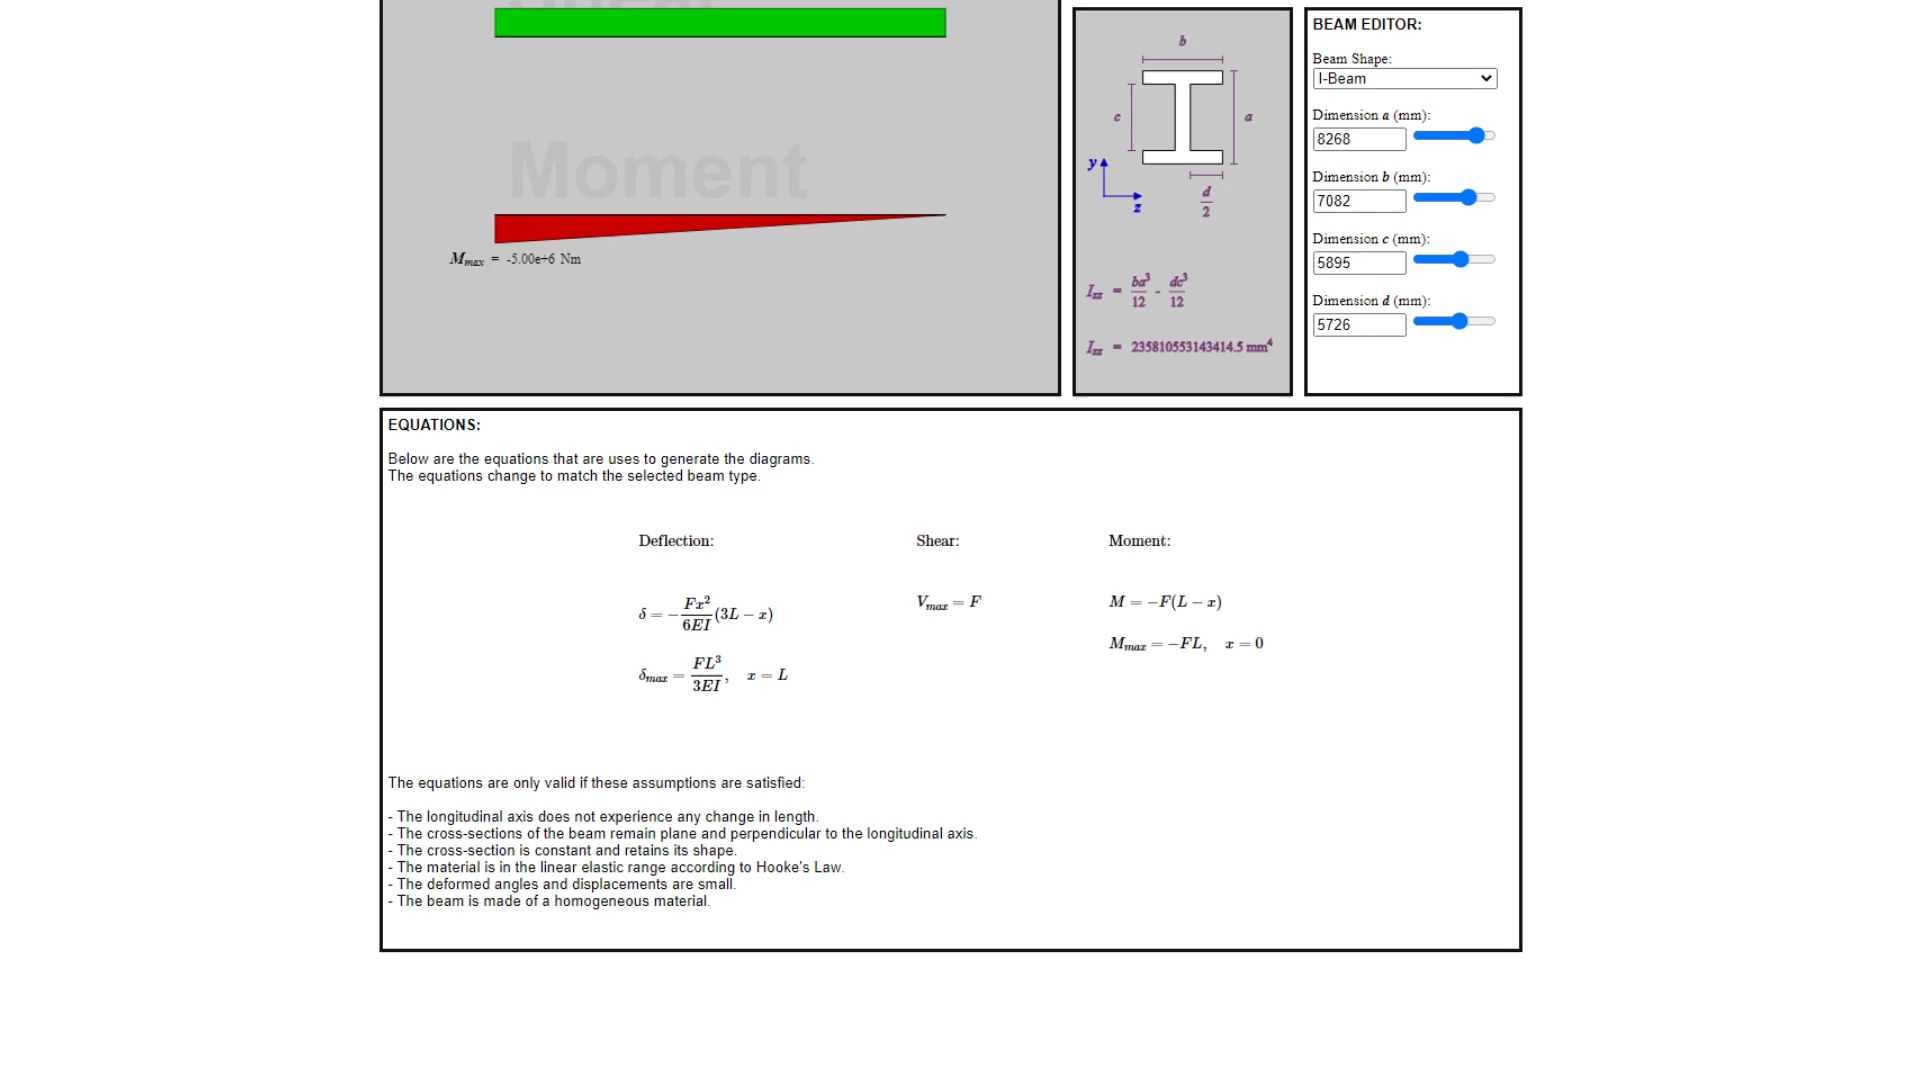 Shear
Moment
Mmax = -5.00e+6 Nm
b
c
a
y
z
d
2
Izz = ba³/12 - dc³/12
Izz = 235810553143414.5 mm⁴
BEAM EDITOR:
Beam Shape:
I-Beam
Dimension a (mm):
8268
Dimension b (mm):
7082
Dimension c (mm):
5895
Dimension d (mm):
5726
EQUATIONS:
Below are the equations that are uses to generate the diagrams.
The equations change to match the selected beam type.
Deflection:
δ = -Fx²/6EI (3L - x)
δmax = FL³/3EI, x = L
Shear:
Vmax = F
Moment:
M = -F(L - x)
Mmax = -FL, x = 0
The equations are only valid if these assumptions are satisfied:
- The longitudinal axis does not experience any change in length.
- The cross-sections of the beam remain plane and perpendicular to the longitudinal axis.
- The cross-section is constant and retains its shape.
- The material is in the linear elastic range according to Hooke's Law.
- The deformed angles and displacements are small.
- The beam is made of a homogeneous material.